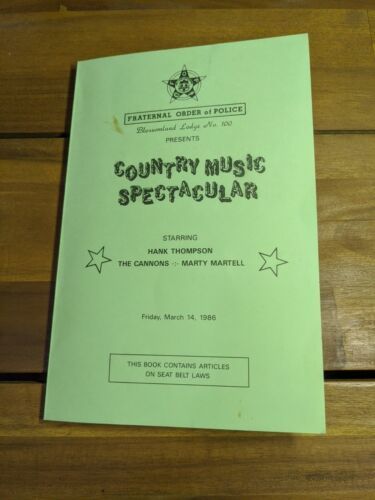 FRATERNAL ORDER of POLICE
Blossomland Lodge No. 100
PRESENTS
COUNTRY MUSIC
SPECTACULAR
STARRING
HANK THOMPSON
THE CANNONS -:- MARTY MARTELL
Friday, March 14, 1986
THIS BOOK CONTAINS ARTICLES
ON SEAT BELT LAWS